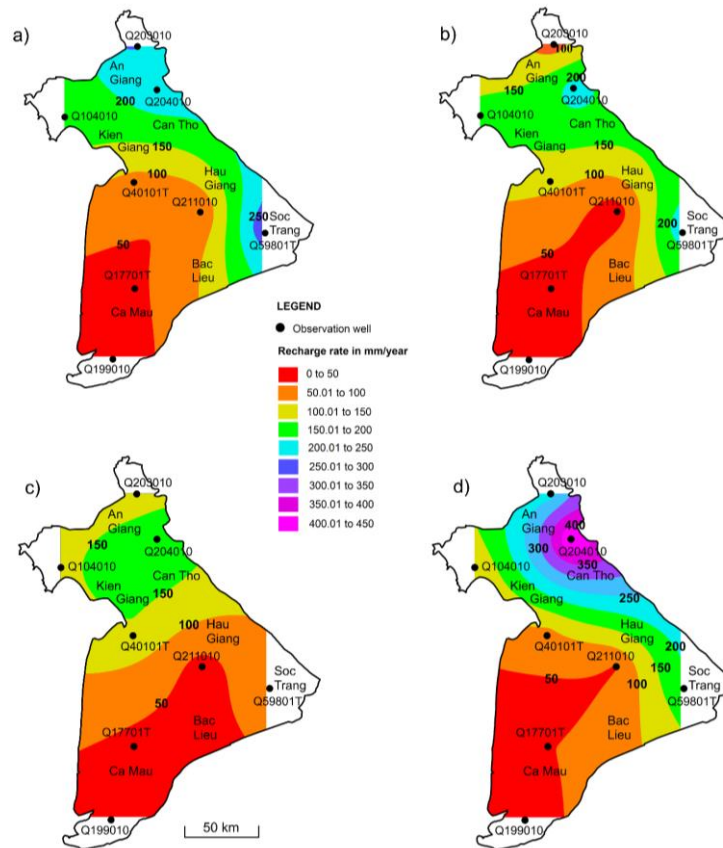 a)
Q203010
An
Giang
200
Q204010
Q104010
Can Tho
Kien
Giang
150
100
Hau
Giang
Q40101T
Q211010
250
Soc
Trang
Q59801T
50
Bac
Lieu
Q17701T
Ca Mau
Q199010
b)
Q203010
100
An
Giang
150
200
Q204010
Q104010
Can Tho
Kien
Giang
150
100
Hau
Giang
Q40101T
Q211010
Soc
Trang
200
Q59801T
50
Bac
Lieu
Q17701T
Ca Mau
Q199010
LEGEND
Observation well
Recharge rate in mm/year
0 to 50
50.01 to 100
100.01 to 150
150.01 to 200
200.01 to 250
250.01 to 300
300.01 to 350
350.01 to 400
400.01 to 450
c)
Q203010
An
Giang
150
Q204010
Q104010
Can Tho
Kien
Giang
150
100
Hau
Giang
Q40101T
Q211010
Soc
Trang
Q59801T
50
Bac
Lieu
Q17701T
Ca Mau
Q199010
50 km
d)
Q203010
An
Giang
400
300
Q204010
350
Q104010
Can Tho
Kien
Giang
250
Hau
Giang
200
Q40101T
Q211010
150
50
100
Soc
Trang
Q59801T
Q17701T
Bac
Lieu
Ca Mau
Q199010